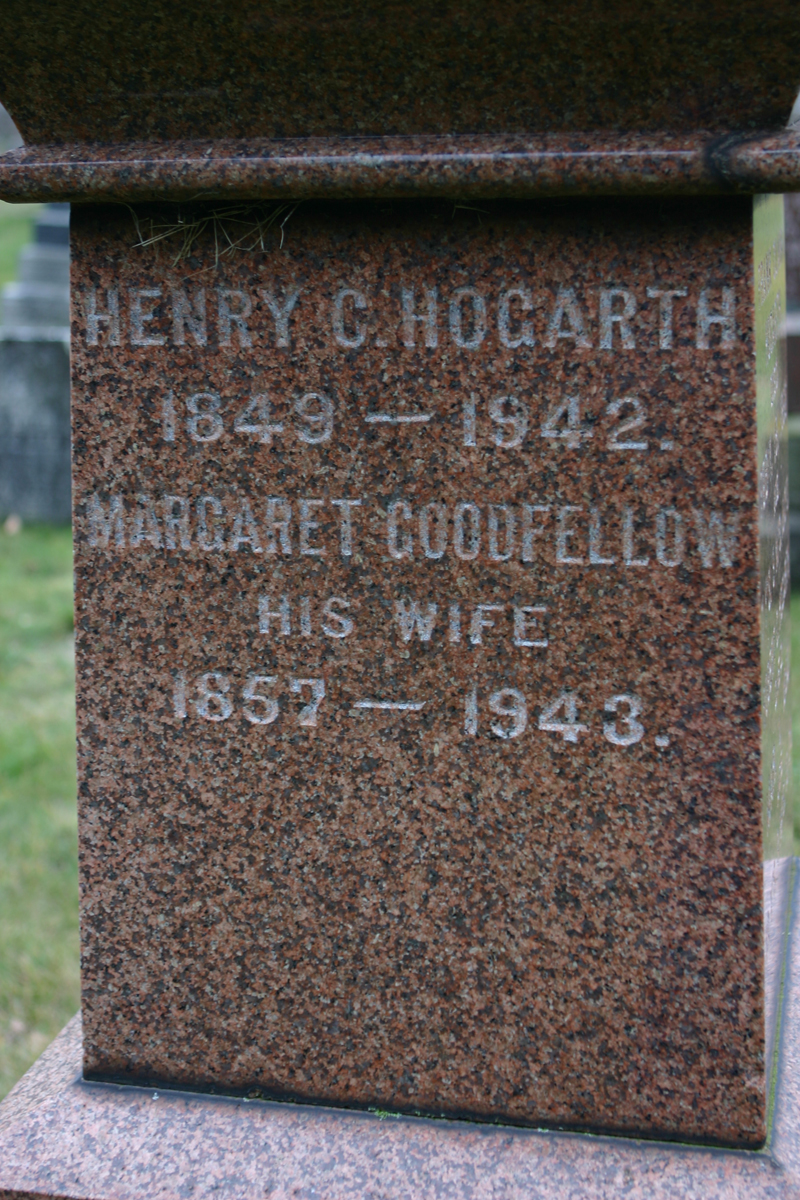 HENRY C. HOGARTH
1849 — 1942.
MARGARET GOODFELLOW
HIS WIFE
1857 — 1943.